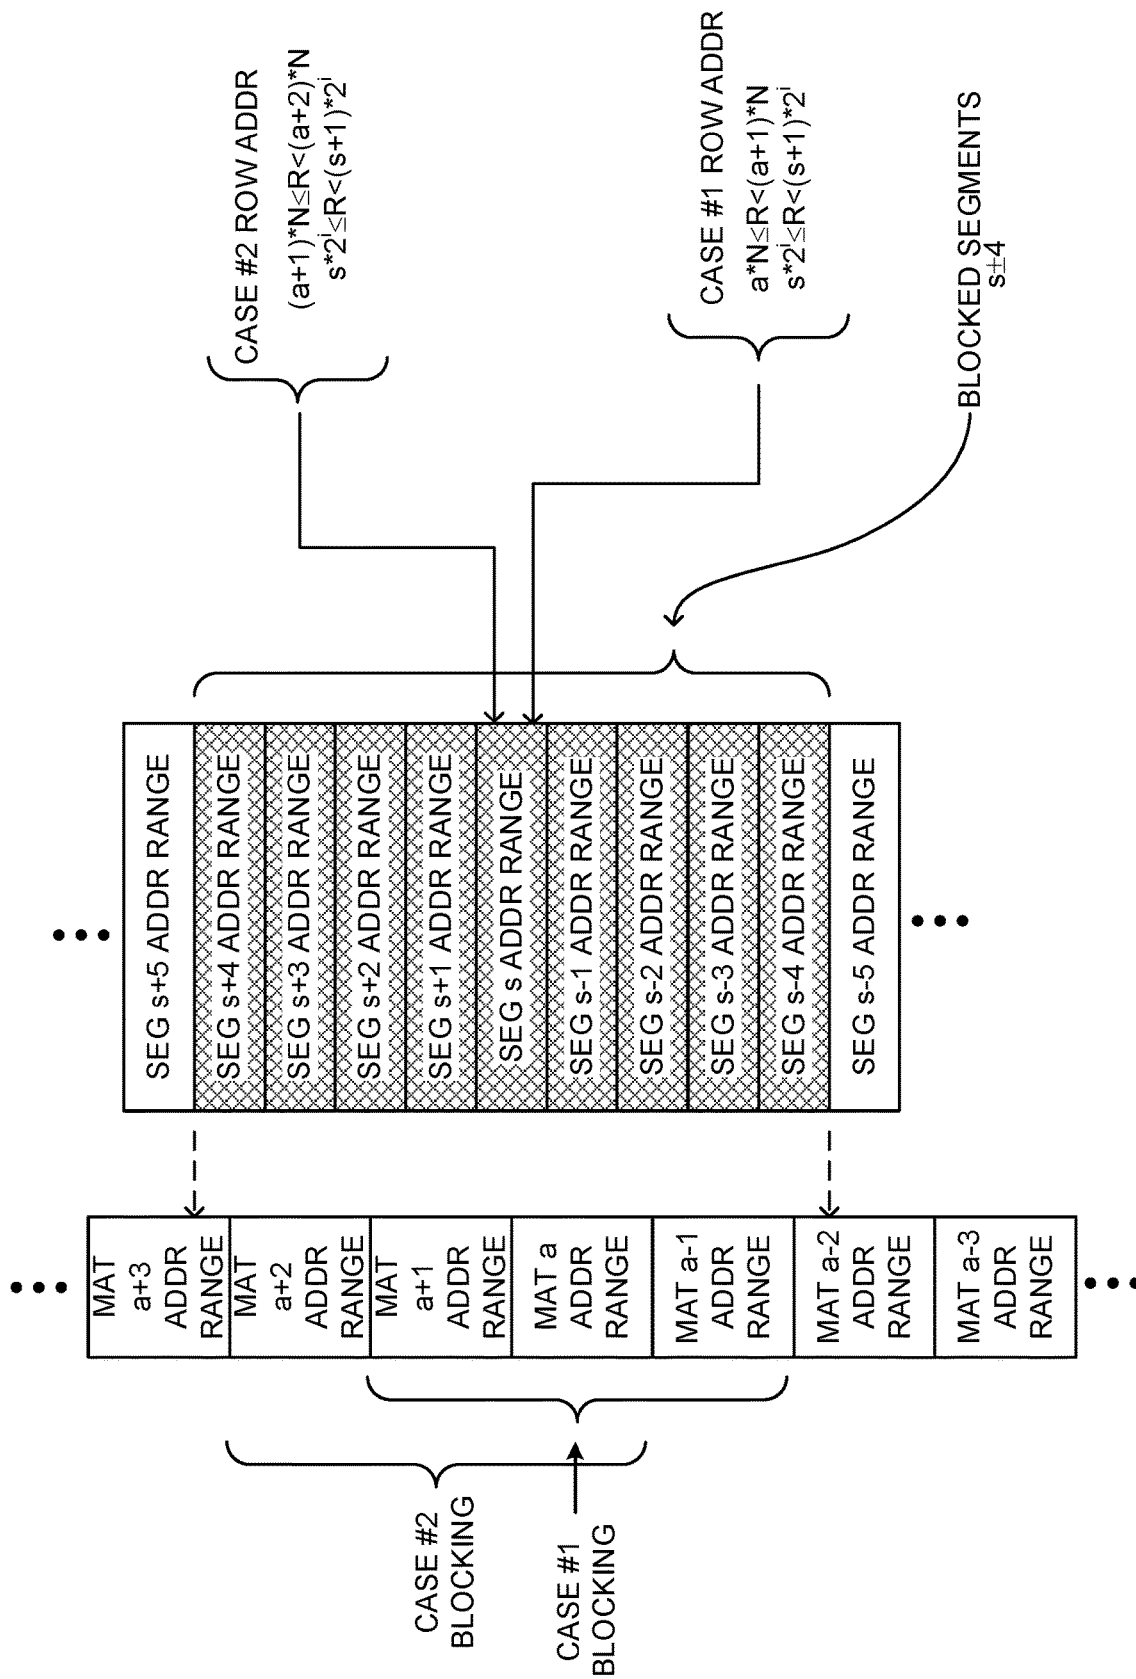 CASE #2 ROW ADDR
(a+1)*N≤R<(a+2)*N
s*2^i≤R<(s+1)*2^i
CASE #1 ROW ADDR
a*N≤R<(a+1)*N
s*2^i≤R<(s+1)*2^i
BLOCKED SEGMENTS
s±4
SEG s+5 ADDR RANGE
SEG s+4 ADDR RANGE
SEG s+3 ADDR RANGE
SEG s+2 ADDR RANGE
SEG s+1 ADDR RANGE
SEG s ADDR RANGE
SEG s-1 ADDR RANGE
SEG s-2 ADDR RANGE
SEG s-3 ADDR RANGE
SEG s-4 ADDR RANGE
SEG s-5 ADDR RANGE
MAT
a+3
ADDR
RANGE
MAT
a+2
ADDR
RANGE
MAT
a+1
ADDR
RANGE
MAT a
ADDR
RANGE
MAT a-1
ADDR
RANGE
MAT a-2
ADDR
RANGE
MAT a-3
ADDR
RANGE
CASE #2
BLOCKING
CASE #1
BLOCKING